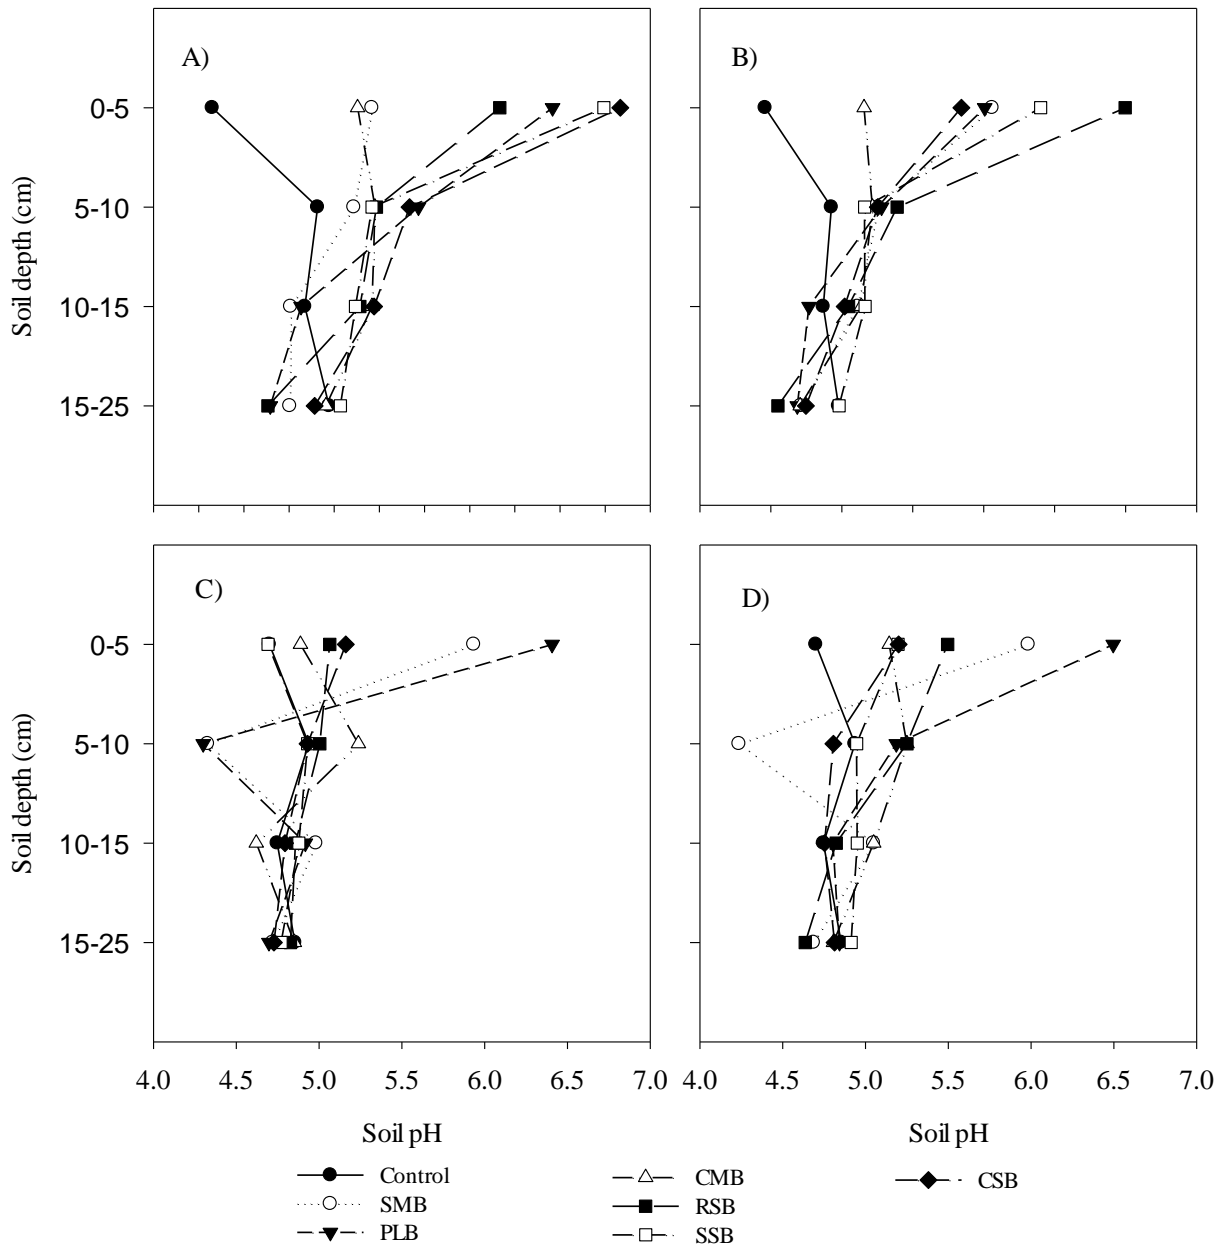 A)
B)
0-5
5-10
10-15
15-25
Soil depth (cm)
C)
D)
0-5
5-10
10-15
15-25
Soil depth (cm)
4.0 4.5 5.0 5.5 6.0 6.5 7.0
4.0 4.5 5.0 5.5 6.0 6.5 7.0
Soil pH
Soil pH
Control
SMB
PLB
CMB
RSB
SSB
CSB